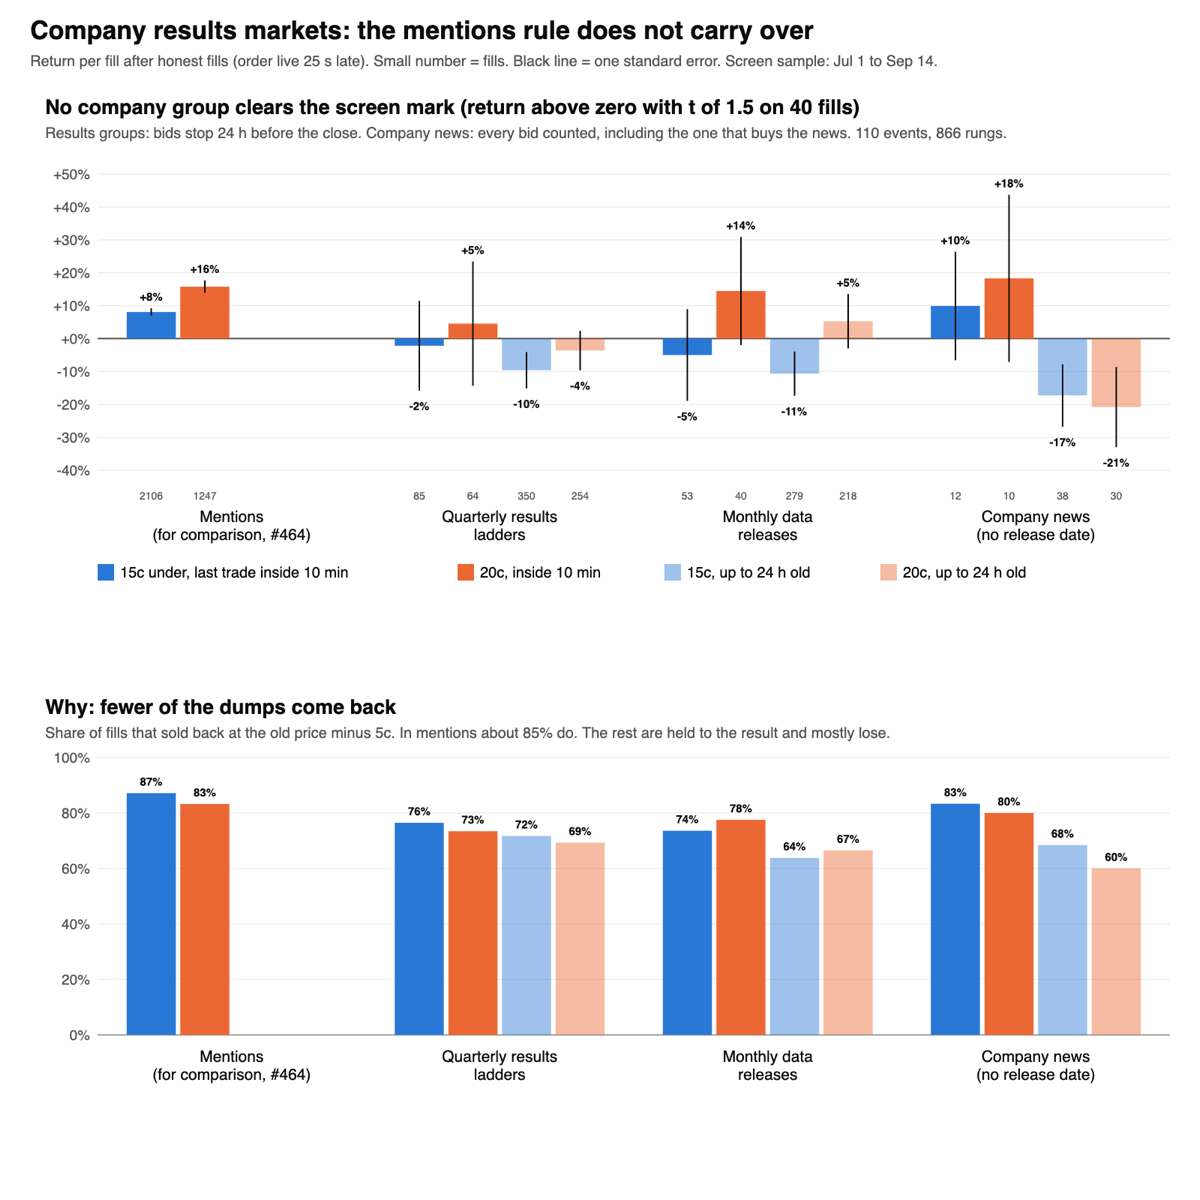 Company results markets: the mentions rule does not carry over
Return per fill after honest fills (order live 25 s late). Small number = fills. Black line = one standard error. Screen sample: Jul 1 to Sep 14.
No company group clears the screen mark (return above zero with t of 1.5 on 40 fills)
Results groups: bids stop 24 h before the close. Company news: every bid counted, including the one that buys the news. 110 events, 866 rungs.
+50%
+40%
+30%
+20%
+10%
+0%
-10%
-20%
-30%
-40%
+8%
+16%
-2%
+5%
-10%
-4%
-5%
+14%
-11%
+5%
+10%
+18%
-17%
-21%
2106 1247 85 64 350 254 53 40 279 218 12 10 38 30
Mentions
(for comparison, #464)
Quarterly results
ladders
Monthly data
releases
Company news
(no release date)
15c under, last trade inside 10 min
20c, inside 10 min
15c, up to 24 h old
20c, up to 24 h old
Why: fewer of the dumps come back
Share of fills that sold back at the old price minus 5c. In mentions about 85% do. The rest are held to the result and mostly lose.
100%
80%
60%
40%
20%
0%
87%
83%
76%
73%
72%
69%
74%
78%
64%
67%
83%
80%
68%
60%
Mentions
(for comparison, #464)
Quarterly results
ladders
Monthly data
releases
Company news
(no release date)